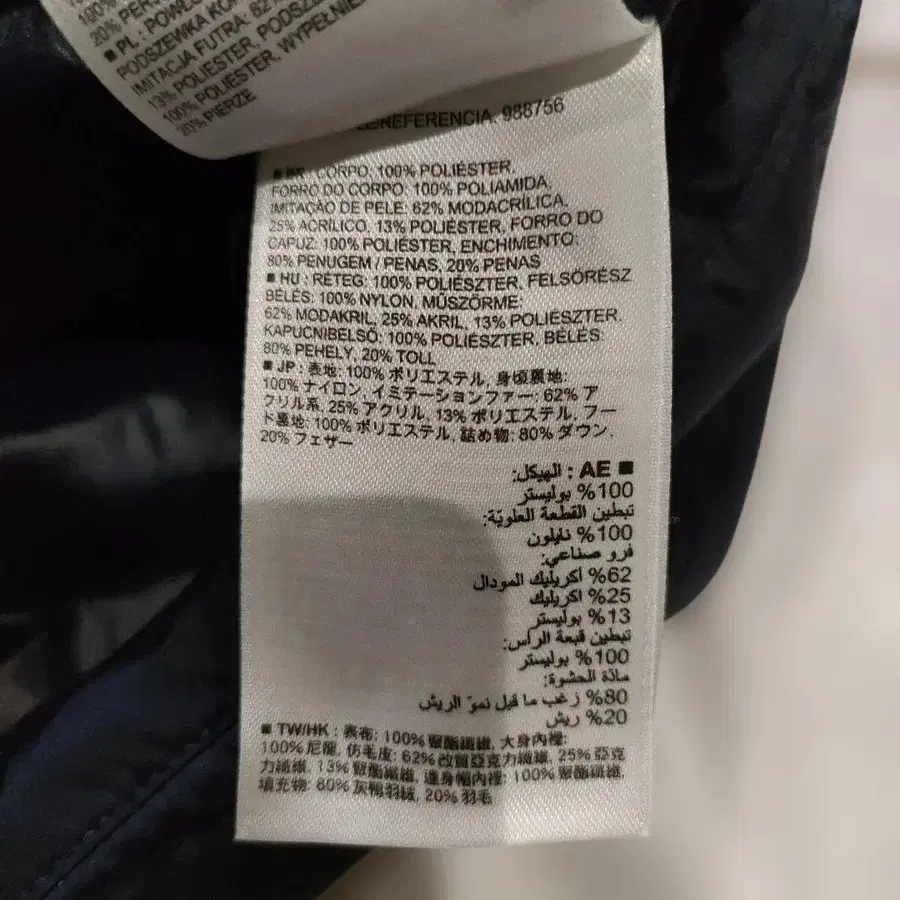 100%
20% PERS
■ PL : POWŁO
PODSZEWKA KO
IMITACJA FUTRA: 62%
13% POLIESTER, PODSZEW
100% POLIESTER, WYPEŁNIE
20% PIERZE
REFERENCIA: 988756
■ BR : CORPO: 100% POLIÉSTER,
FORRO DO CORPO: 100% POLIAMIDA,
IMITAÇÃO DE PELE: 62% MODACRÍLICA,
25% ACRÍLICO, 13% POLIÉSTER, FORRO DO
CAPUZ: 100% POLIÉSTER, ENCHIMENTO:
80% PENUGEM / PENAS, 20% PENAS
■ HU : RÉTEG: 100% POLIÉSZTER, FELSŐRÉSZ
BÉLÉS: 100% NYLON, MŰSZŐRME:
62% MODAKRIL, 25% AKRIL, 13% POLIÉSZTER,
KAPUCNI BELSŐ: 100% POLIÉSZTER, BÉLÉS:
80% PEHELY, 20% TOLL
■ JP : 表地: 100% ポリエステル, 身頃裏地:
100% ナイロン, イミテーションファー: 62% ア
クリル系, 25% アクリル, 13% ポリエステル, フー
ド裏地: 100% ポリエステル, 詰め物: 80% ダウン,
20% フェザー
■ AE : الهيكل:
100% بوليستر
تبطين القطعة العلويّة:
100% نايلون
فرو صناعي:
62% أكريليك المودال
25% اكريليك
13% بوليستر
تبطين قبعة الرأس:
100% بوليستر
مادّة الحشوة:
80% زغب ما قبل نموّ الريش
20% ريش
■ TW/HK : 表布: 100% 聚酯纖維, 大身內裡:
100% 尼龍, 仿毛皮: 62% 改質亞克力纖維, 25% 亞克
力纖維, 13% 聚酯纖維, 連身帽內裡: 100% 聚酯纖維,
填充物: 80% 灰鴨羽絨, 20% 羽毛